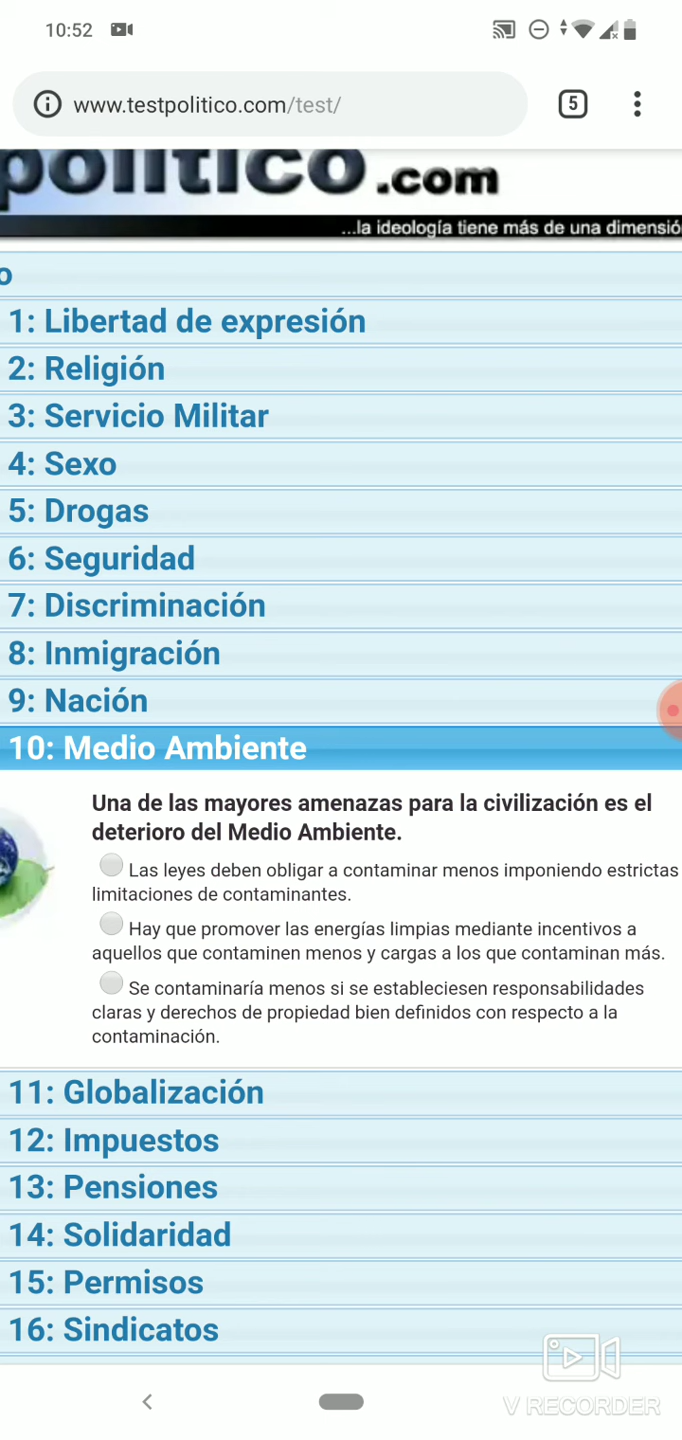 10:52
www.testpolitico.com/test/
5
politico.com
...la ideología tiene más de una dimensió
o
1: Libertad de expresión
2: Religión
3: Servicio Militar
4: Sexo
5: Drogas
6: Seguridad
7: Discriminación
8: Inmigración
9: Nación
10: Medio Ambiente
Una de las mayores amenazas para la civilización es el
deterioro del Medio Ambiente.
Las leyes deben obligar a contaminar menos imponiendo estrictas
limitaciones de contaminantes.
Hay que promover las energías limpias mediante incentivos a
aquellos que contaminen menos y cargas a los que contaminan más.
Se contaminaría menos si se estableciesen responsabilidades
claras y derechos de propiedad bien definidos con respecto a la
contaminación.
11: Globalización
12: Impuestos
13: Pensiones
14: Solidaridad
15: Permisos
16: Sindicatos
V RECORDER